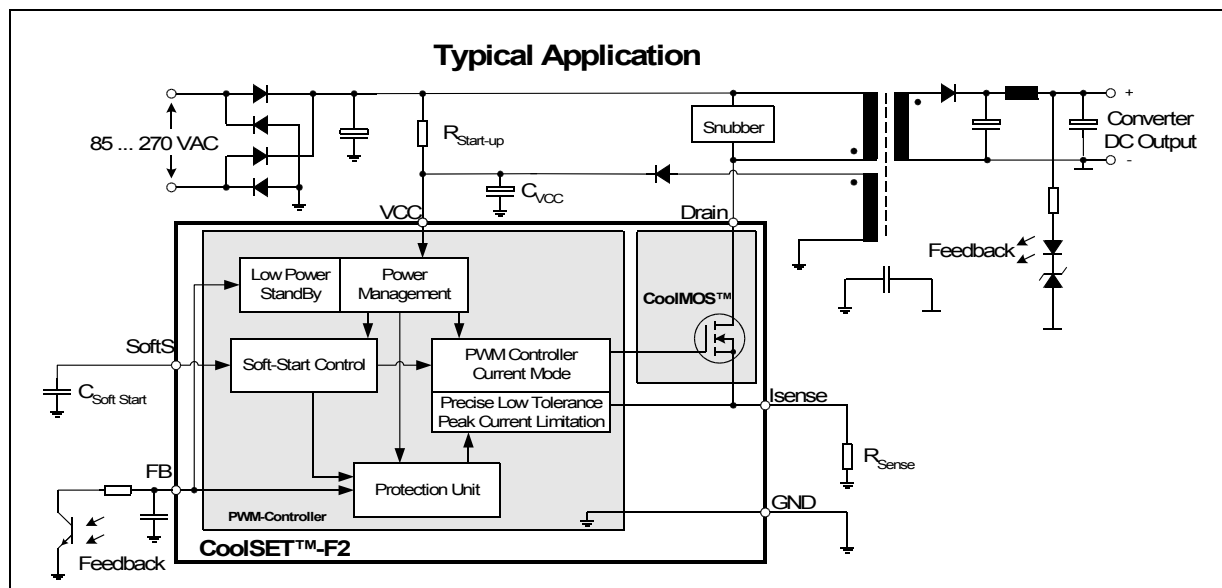 Typical Application
+
Snubber
Converter
DC Output
85 ... 270 VAC
RStart-up
-
CVCC
VCC
Drain
Feedback
Low Power
StandBy
Power
Management
CoolMOS™
SoftS
Soft-Start Control
PWM Controller
Current Mode
CSoft Start
Precise Low Tolerance
Peak Current Limitation
Isense
RSense
FB
Protection Unit
GND
PWM-Controller
CoolSET™-F2
Feedback